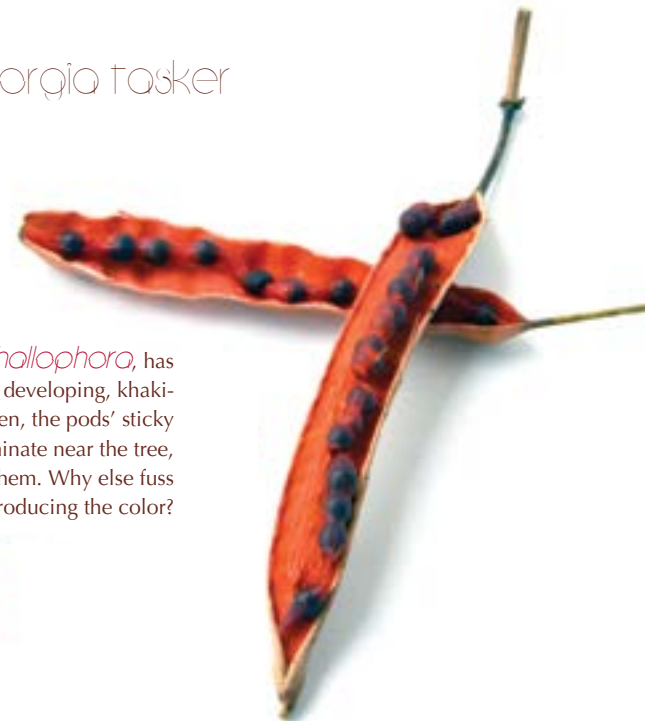 orgia tasker
hallophora, has
developing, khaki-
en, the pods’ sticky
ninate near the tree,
hem. Why else fuss
roducing the color?